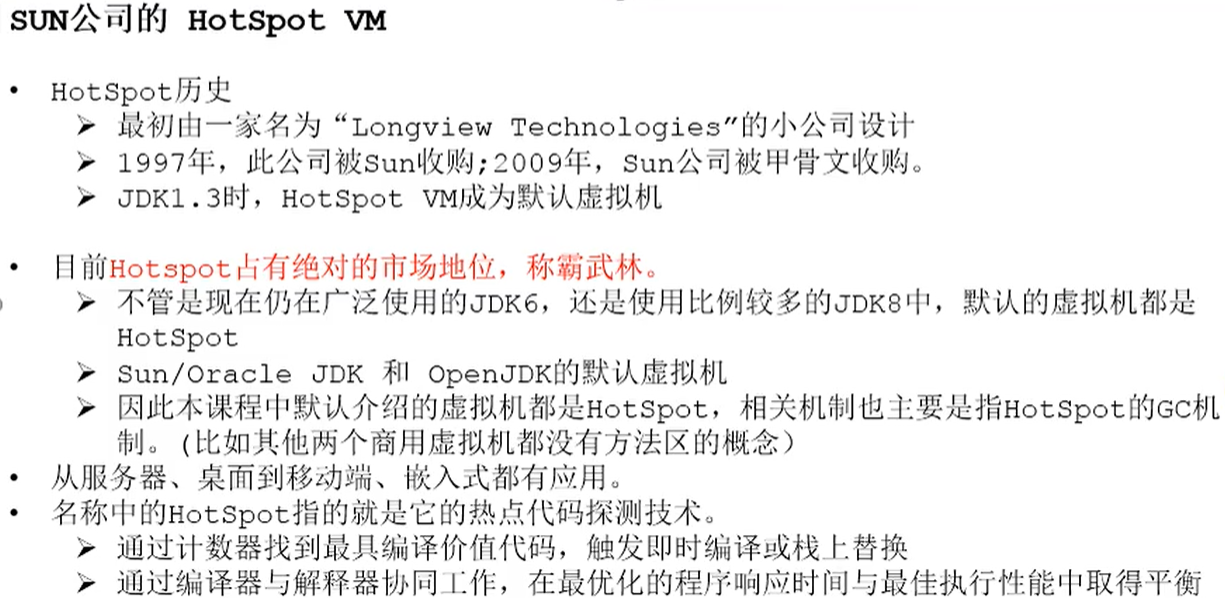 SUN公司的 HotSpot VM
• HotSpot历史
➢ 最初由一家名为“Longview Technologies”的小公司设计
➢ 1997年，此公司被Sun收购;2009年，Sun公司被甲骨文收购。
➢ JDK1.3时，HotSpot VM成为默认虚拟机
• 目前Hotspot占有绝对的市场地位，称霸武林。
➢ 不管是现在仍在广泛使用的JDK6，还是使用比例较多的JDK8中，默认的虚拟机都是
HotSpot
➢ Sun/Oracle JDK 和 OpenJDK的默认虚拟机
➢ 因此本课程中默认介绍的虚拟机都是HotSpot，相关机制也主要是指HotSpot的GC机
制。(比如其他两个商用虚拟机都没有方法区的概念）
• 从服务器、桌面到移动端、嵌入式都有应用。
• 名称中的HotSpot指的就是它的热点代码探测技术。
➢ 通过计数器找到最具编译价值代码，触发即时编译或栈上替换
➢ 通过编译器与解释器协同工作，在最优化的程序响应时间与最佳执行性能中取得平衡